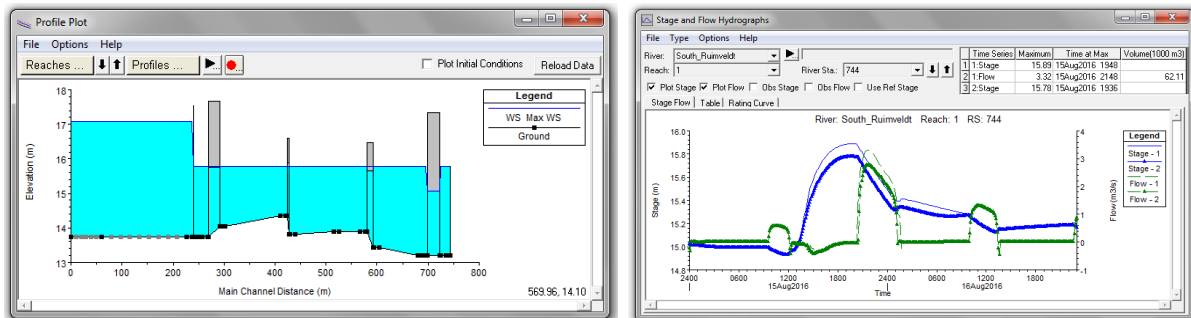 Profile Plot
File Options Help
Reaches ... Profiles ... Plot Initial Conditions Reload Data
Legend
WS Max WS
Ground
Elevation (m)
18
17
16
15
14
13
0 100 200 300 400 500 600 700 800
Main Channel Distance (m)
569.96, 14.10
Stage and Flow Hydrographs
File Type Options Help
River: South_Ruimveldt
Reach: 1 River Sta.: 744
Plot Stage Plot Flow Obs Stage Obs Flow Use Ref Stage
Time Series Maximum Time at Max Volume(1000 m3)
1 1:Stage 15.89 15Aug2016 1948
2 1:Flow 3.32 15Aug2016 2148 62.11
3 2:Stage 15.78 15Aug2016 1936
Stage Flow Table Rating Curve
River: South_Ruimveldt Reach: 1 RS: 744
Stage (m)
16.0
15.8
15.6
15.4
15.2
15.0
14.8
Flow (m3/s)
4
3
2
1
0
-1
Legend
Stage - 1
Stage - 2
Flow - 1
Flow - 2
2400 0600 1200 1800 2400 0600 1200 1800
15Aug2016 16Aug2016
Time